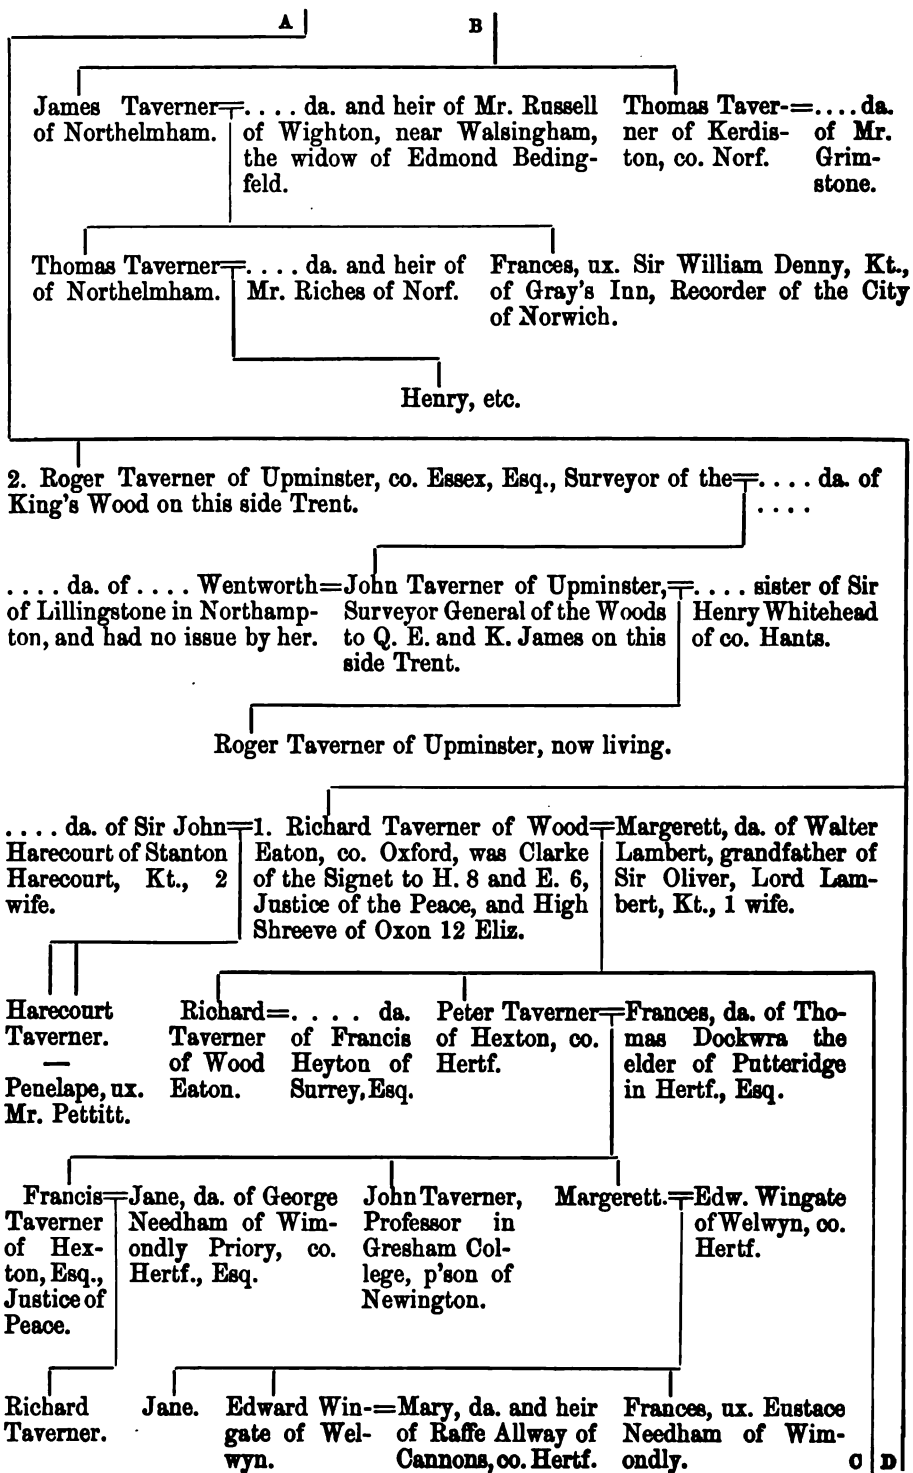 A
B
James Taverner=. . . . da. and heir of Mr. Russell
of Northelmham. of Wighton, near Walsingham,
the widow of Edmond Beding-
feld.
Thomas Taver-=. . . . da.
ner of Kerdis- of Mr.
ton, co. Norf. Grim-
stone.
Thomas Taverner=. . . . da. and heir of
of Northelmham. Mr. Riches of Norf.
Frances, ux. Sir William Denny, Kt.,
of Gray's Inn, Recorder of the City
of Norwich.
Henry, etc.
2. Roger Taverner of Upminster, co. Essex, Esq., Surveyor of the=. . . . da. of
King's Wood on this side Trent. . . . .
. . . . da. of . . . . Wentworth=
of Lillingstone in Northamp-
ton, and had no issue by her.
John Taverner of Upminster,=
Surveyor General of the Woods
to Q. E. and K. James on this
side Trent.
. . . . sister of Sir
Henry Whitehead
of co. Hants.
Roger Taverner of Upminster, now living.
. . . . da. of Sir John=
Harecourt of Stanton
Harecourt, Kt., 2
wife.
1. Richard Taverner of Wood=
Eaton, co. Oxford, was Clarke
of the Signet to H. 8 and E. 6,
Justice of the Peace, and High
Shreeve of Oxon 12 Eliz.
Margerett, da. of Walter
Lambert, grandfather of
Sir Oliver, Lord Lam-
bert, Kt., 1 wife.
Harecourt
Taverner.
—
Penelape, ux.
Mr. Pettitt.
Richard=
Taverner
of Wood
Eaton.
. . . . da.
of Francis
Heyton of
Surrey, Esq.
Peter Taverner=
of Hexton, co.
Hertf.
Frances, da. of Tho-
mas Dockwra the
elder of Putteridge
in Hertf., Esq.
Francis=
Taverner
of Hex-
ton, Esq.,
Justice of
Peace.
Jane, da. of George
Needham of Wim-
ondly Priory, co.
Hertf., Esq.
John Taverner,
Professor in
Gresham Col-
lege, p'son of
Newington.
Margerett.=
Edw. Wingate
of Welwyn, co.
Hertf.
Richard
Taverner.
Jane.
Edward Win-=
gate of Wel-
wyn.
Mary, da. and heir
of Raffe Allway of
Cannons, co. Hertf.
Frances, ux. Eustace
Needham of Wim-
ondly.
C
D